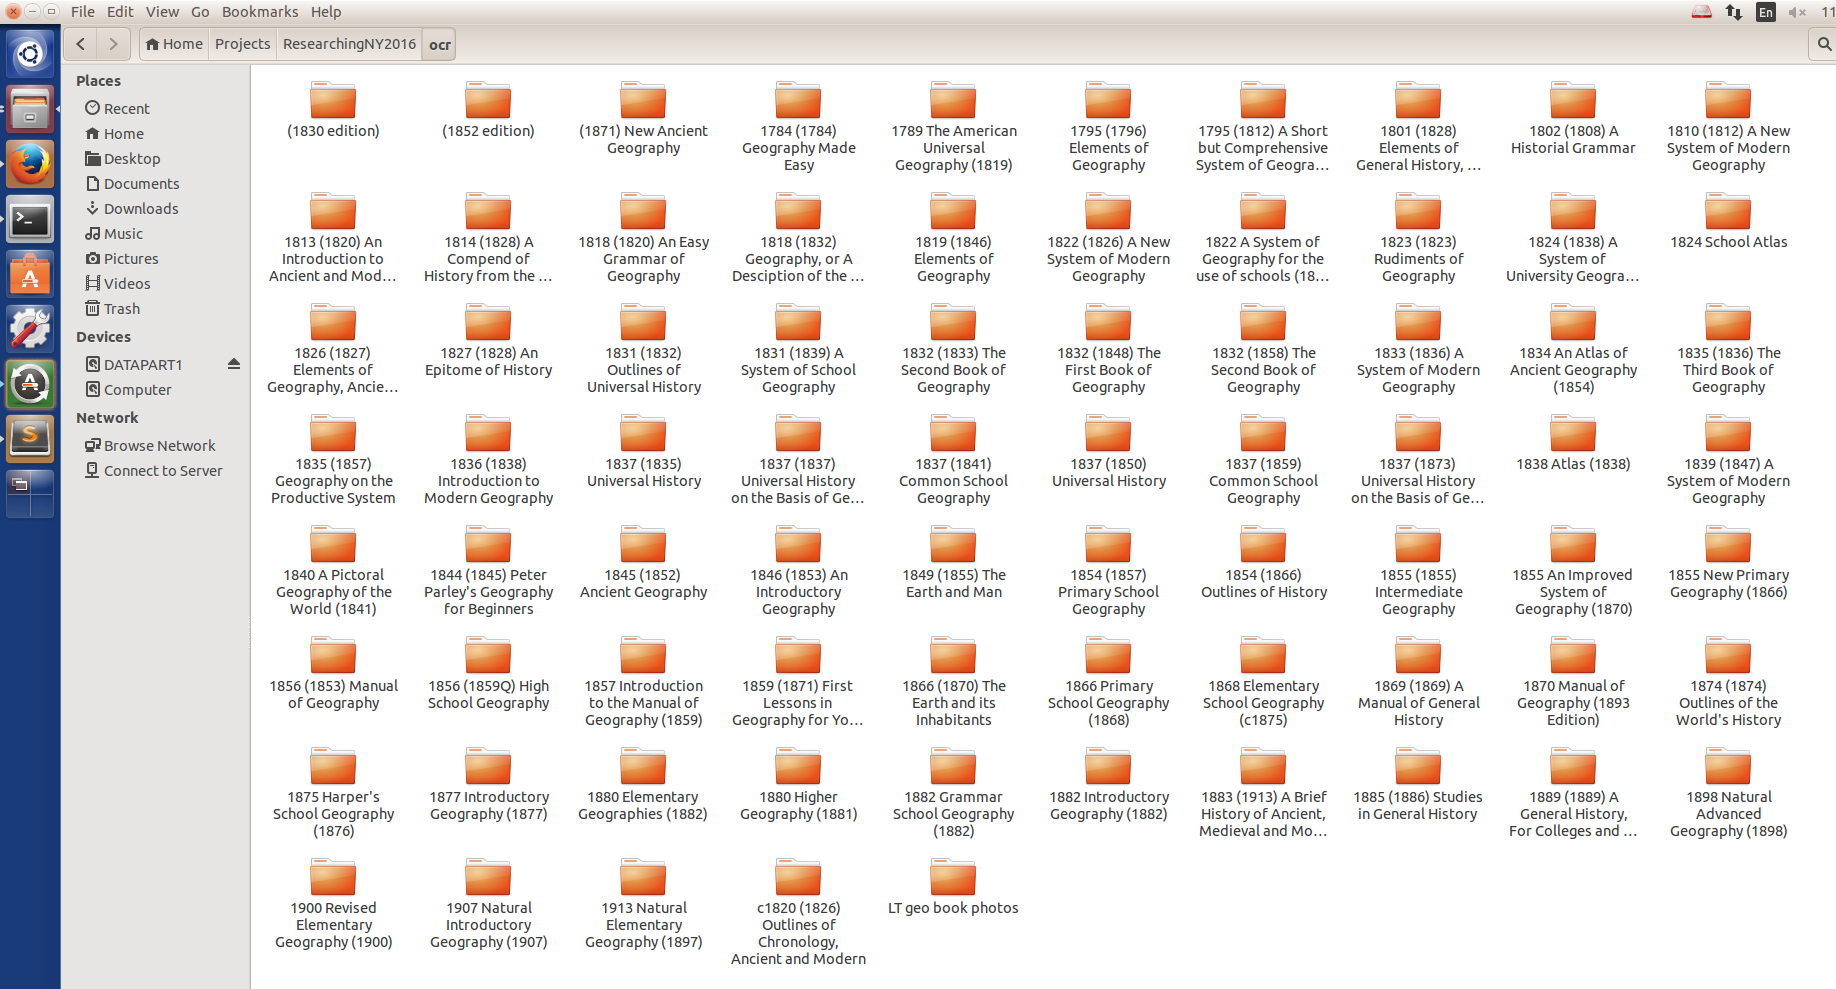 File Edit View Go Bookmarks Help
En
11
Home Projects ResearchingNY2016 ocr
Places
Recent
Home
Desktop
Documents
Downloads
Music
Pictures
Videos
Trash
Devices
DATAPART1
Computer
Network
Browse Network
Connect to Server
(1830 edition)
(1852 edition)
(1871) New Ancient
Geography
1784 (1784)
Geography Made
Easy
1789 The American
Universal
Geography (1819)
1795 (1796)
Elements of
Geography
1795 (1812) A Short
but Comprehensive
System of Geogra...
1801 (1828)
Elements of
General History, ...
1802 (1808) A
Historial Grammar
1810 (1812) A New
System of Modern
Geography
1813 (1820) An
Introduction to
Ancient and Mod...
1814 (1828) A
Compend of
History from the ...
1818 (1820) An Easy
Grammar of
Geography
1818 (1832)
Geography, or A
Desciption of the ...
1819 (1846)
Elements of
Geography
1822 (1826) A New
System of Modern
Geography
1822 A System of
Geography for the
use of schools (18...
1823 (1823)
Rudiments of
Geography
1824 (1838) A
System of
University Geogra...
1824 School Atlas
1826 (1827)
Elements of
Geography, Ancie...
1827 (1828) An
Epitome of History
1831 (1832)
Outlines of
Universal History
1831 (1839) A
System of School
Geography
1832 (1833) The
Second Book of
Geography
1832 (1848) The
First Book of
Geography
1832 (1858) The
Second Book of
Geography
1833 (1836) A
System of Modern
Geography
1834 An Atlas of
Ancient Geography
(1854)
1835 (1836) The
Third Book of
Geography
1835 (1857)
Geography on the
Productive System
1836 (1838)
Introduction to
Modern Geography
1837 (1835)
Universal History
1837 (1837)
Universal History
on the Basis of Ge...
1837 (1841)
Common School
Geography
1837 (1850)
Universal History
1837 (1859)
Common School
Geography
1837 (1873)
Universal History
on the Basis of Ge...
1838 Atlas (1838)
1839 (1847) A
System of Modern
Geography
1840 A Pictoral
Geography of the
World (1841)
1844 (1845) Peter
Parley's Geography
for Beginners
1845 (1852)
Ancient Geography
1846 (1853) An
Introductory
Geography
1849 (1855) The
Earth and Man
1854 (1857)
Primary School
Geography
1854 (1866)
Outlines of History
1855 (1855)
Intermediate
Geography
1855 An Improved
System of
Geography (1870)
1855 New Primary
Geography (1866)
1856 (1853) Manual
of Geography
1856 (1859Q) High
School Geography
1857 Introduction
to the Manual of
Geography (1859)
1859 (1871) First
Lessons in
Geography for Yo...
1866 (1870) The
Earth and its
Inhabitants
1866 Primary
School Geography
(1868)
1868 Elementary
School Geography
(c1875)
1869 (1869) A
Manual of General
History
1870 Manual of
Geography (1893
Edition)
1874 (1874)
Outlines of the
World's History
1875 Harper's
School Geography
(1876)
1877 Introductory
Geography (1877)
1880 Elementary
Geographies (1882)
1880 Higher
Geography (1881)
1882 Grammar
School Geography
(1882)
1882 Introductory
Geography (1882)
1883 (1913) A Brief
History of Ancient,
Medieval and Mo...
1885 (1886) Studies
in General History
1889 (1889) A
General History,
For Colleges and ...
1898 Natural
Advanced
Geography (1898)
1900 Revised
Elementary
Geography (1900)
1907 Natural
Introductory
Geography (1907)
1913 Natural
Elementary
Geography (1897)
c1820 (1826)
Outlines of
Chronology,
Ancient and Modern
LT geo book photos